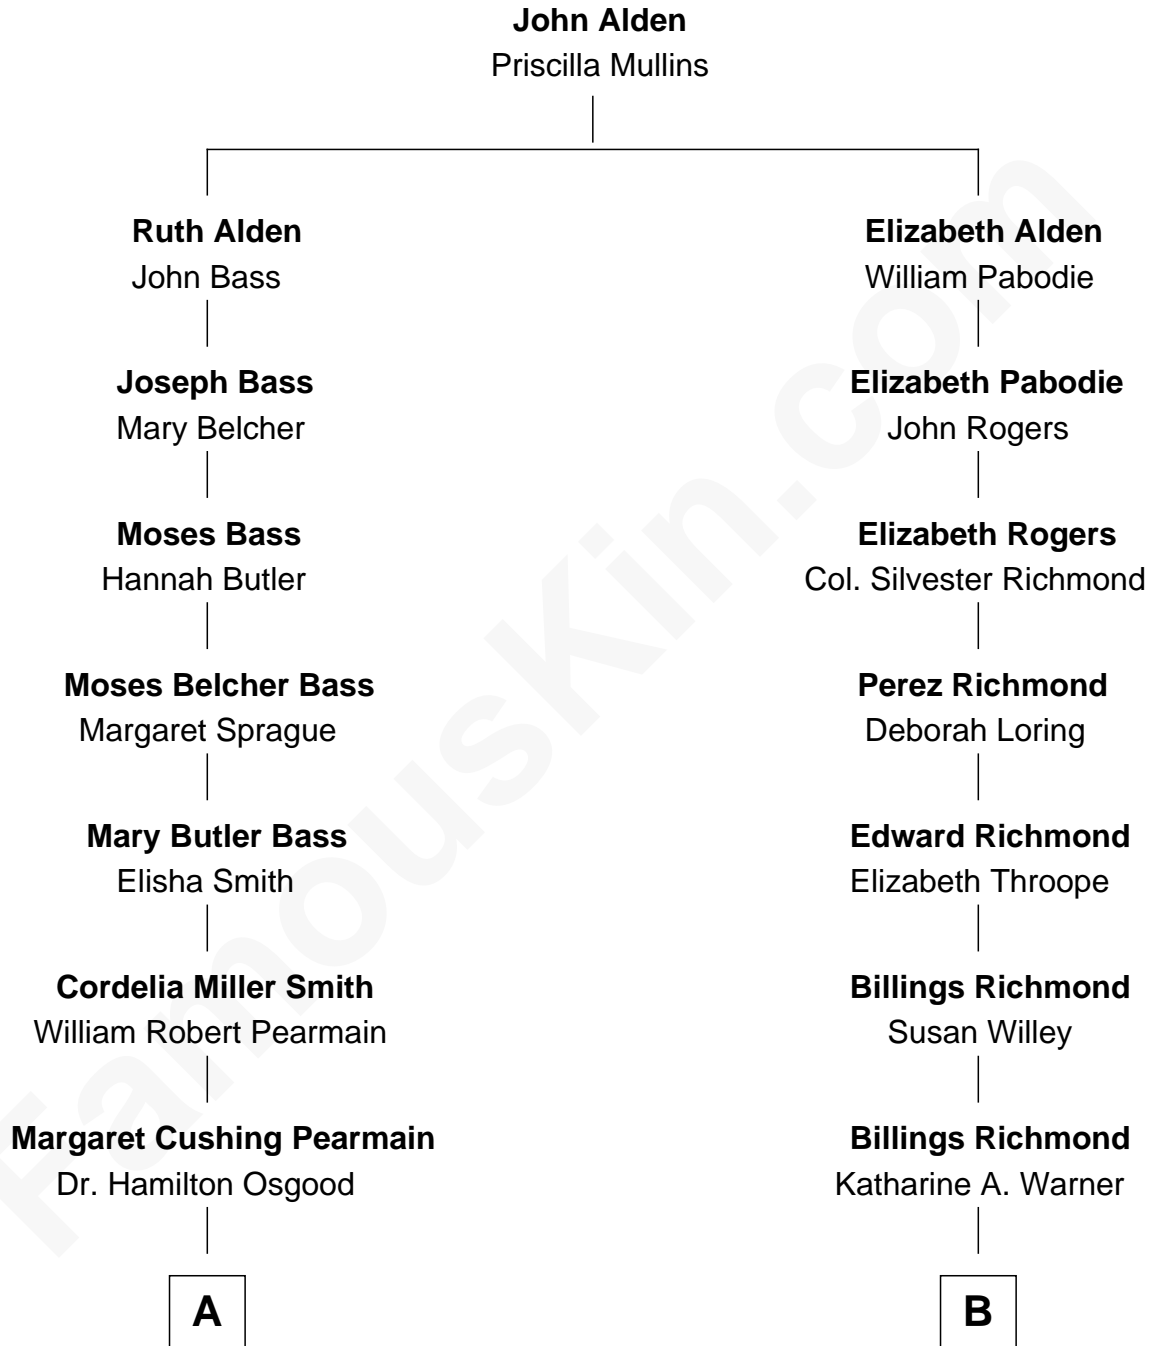 John Alden
Priscilla Mullins
Ruth Alden
John Bass
Elizabeth Alden
William Pabodie
Joseph Bass
Mary Belcher
Elizabeth Pabodie
John Rogers
Moses Bass
Hannah Butler
Elizabeth Rogers
Col. Silvester Richmond
Moses Belcher Bass
Margaret Sprague
Perez Richmond
Deborah Loring
Mary Butler Bass
Elisha Smith
Edward Richmond
Elizabeth Throope
Cordelia Miller Smith
William Robert Pearmain
Billings Richmond
Susan Willey
Margaret Cushing Pearmain
Dr. Hamilton Osgood
Billings Richmond
Katharine A. Warner
A
B
FamousKin.com